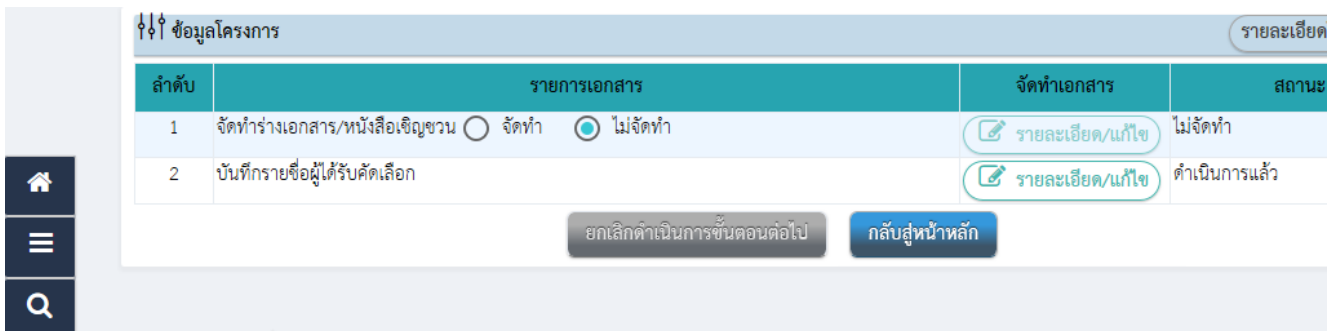 ข้อมูลโครงการ รายละเอียด
ลำดับ รายการเอกสาร จัดทำเอกสาร สถานะ
1 จัดทำร่างเอกสาร/หนังสือเชิญชวน จัดทำ ไม่จัดทำ รายละเอียด/แก้ไข ไม่จัดทำ
2 บันทึกรายชื่อผู้ได้รับคัดเลือก รายละเอียด/แก้ไข ดำเนินการแล้ว
ยกเลิกดำเนินการขั้นตอนต่อไป กลับสู่หน้าหลัก